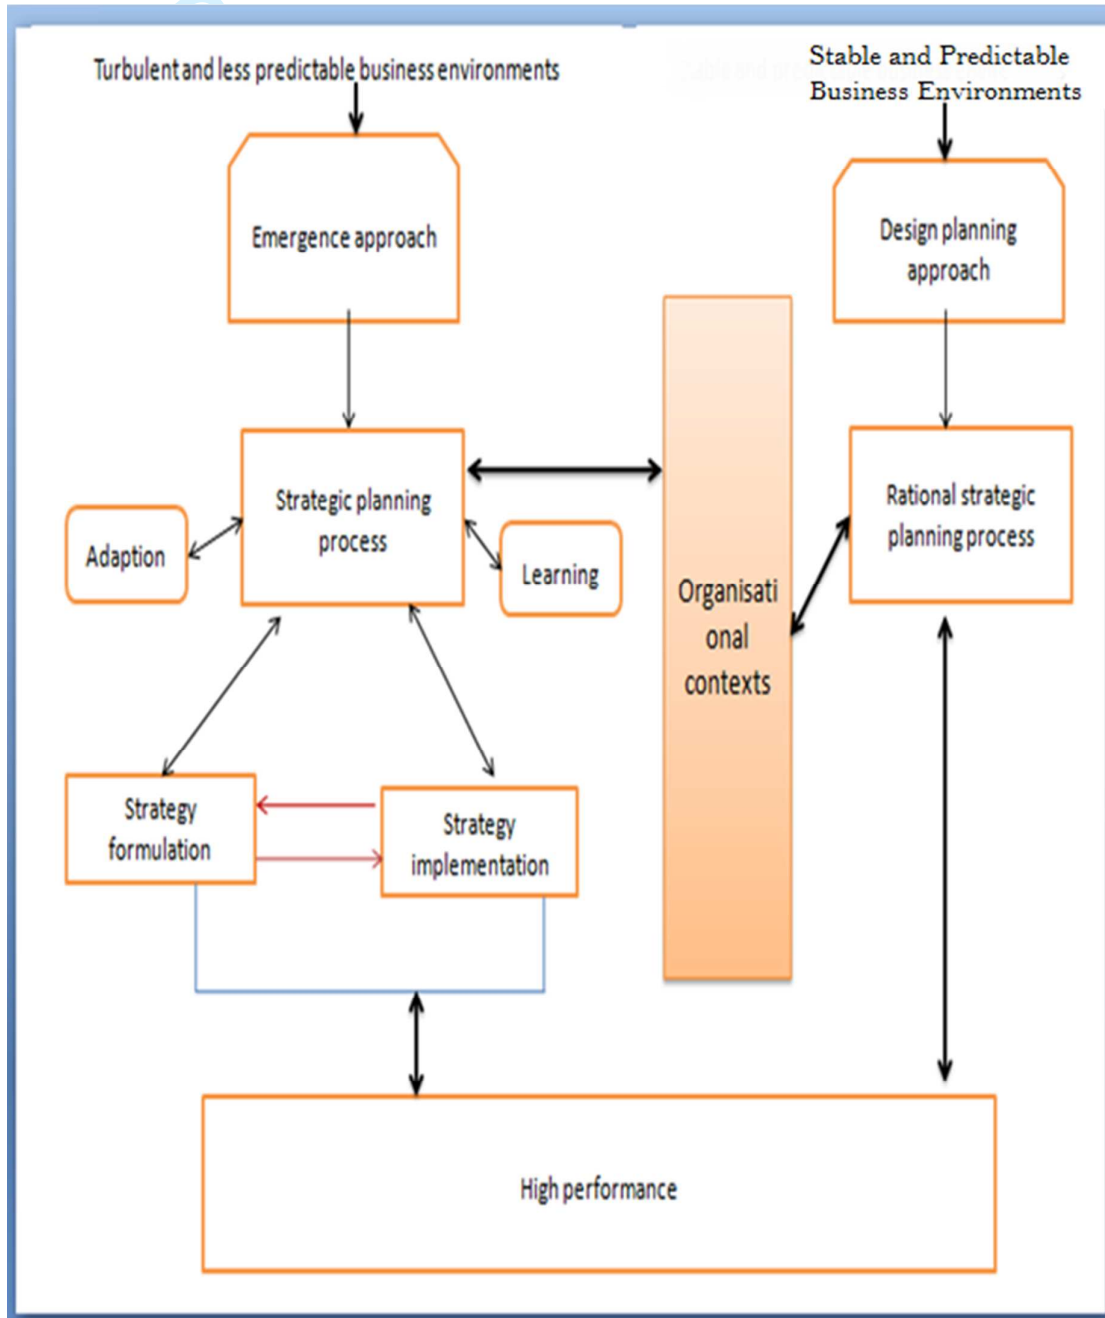 Turbulent and less predictable business environments
Stable and Predictable
Business Environments
Emergence approach
Design planning
approach
Strategic planning
process
Adaption
Learning
Organisati
onal
contexts
Rational strategic
planning process
Strategy
formulation
Strategy
implementation
High performance